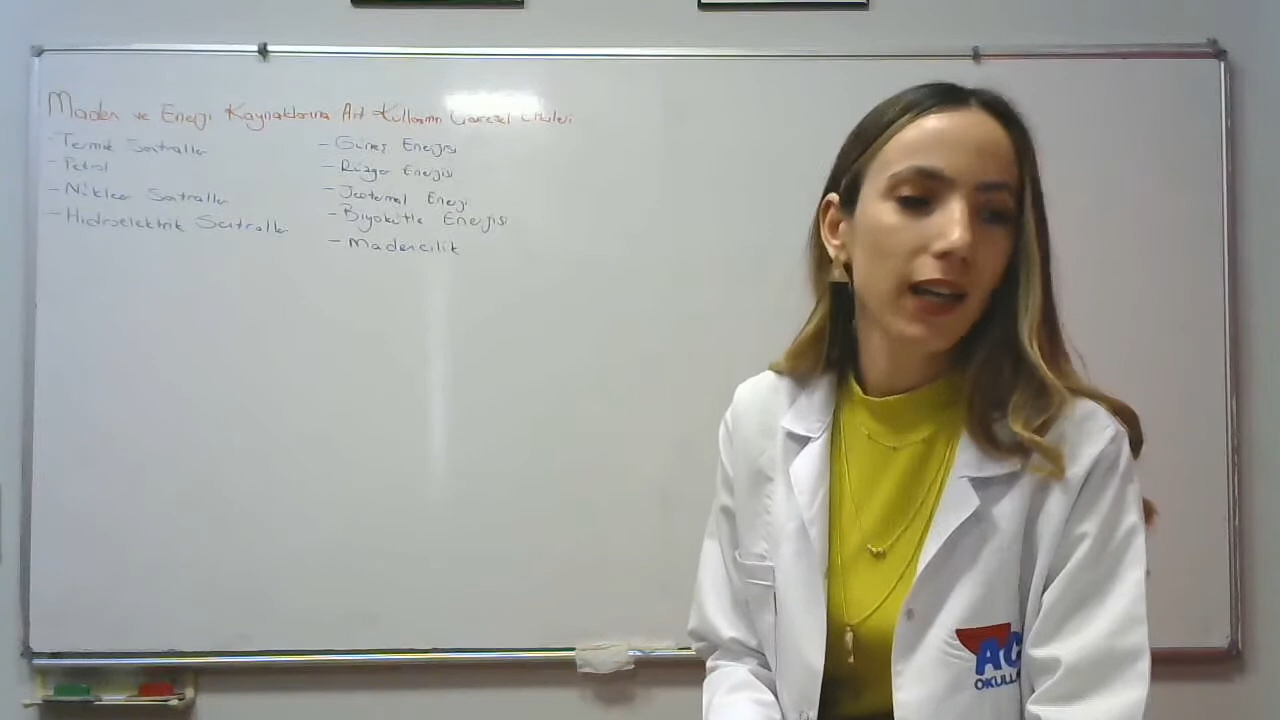 Maden ve Enerji Kaynaklarına Ait Kullanımın Çevresel Etkileri
- Termik Santraller
- Petrol
- Nükleer Santraller
- Hidroelektrik Santraller
- Güneş Enerjisi
- Rüzgar Enerjisi
- Jeotermal Enerji
- Biyokütle Enerjisi
- Madencilik
AC
OKULLA